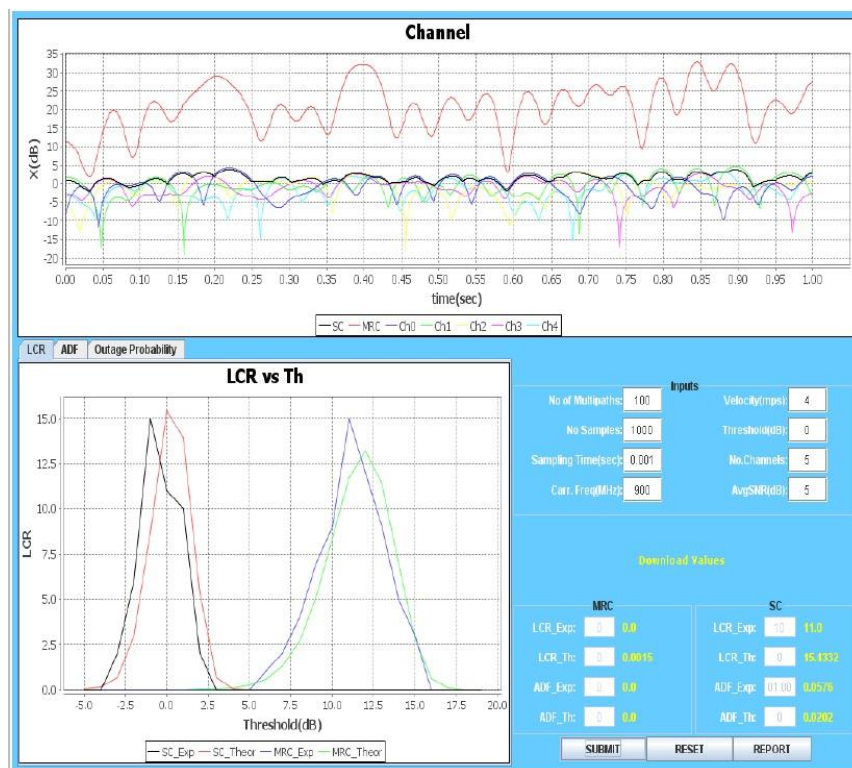 Channel
X(dB)
35
30
25
20
15
10
5
0
-5
-10
-15
-20
0.00 0.05 0.10 0.15 0.20 0.25 0.30 0.35 0.40 0.45 0.50 0.55 0.60 0.65 0.70 0.75 0.80 0.85 0.90 0.95 1.00
time(sec)
SC MRC Ch0 Ch1 Ch2 Ch3 Ch4
LCR ADF Outage Probability
LCR vs Th
LCR
15.0
12.5
10.0
7.5
5.0
2.5
0.0
-5.0 -2.5 0.0 2.5 5.0 7.5 10.0 12.5 15.0 17.5 20.0
Threshold(dB)
SC_Exp SC_Theor MRC_Exp MRC_Theor
Inputs
No of Multipaths: 100 Velocity(mps): 4
No Samples: 1000 Threshold(dB): 0
Sampling Time(sec): 0.001 No.Channels: 5
Carr. Freq(MHz): 900 AvgSNR(dB): 5
Download Values
MRC
LCR_Exp: 0 0.0
LCR_Th: 0 0.0015
ADF_Exp: 0 0.0
ADF_Th: 0 0.0
SC
LCR_Exp: 10 11.0
LCR_Th: 0 15.4332
ADF_Exp: 01.00 0.0576
ADF_Th: 0 0.0202
SUBMIT RESET REPORT